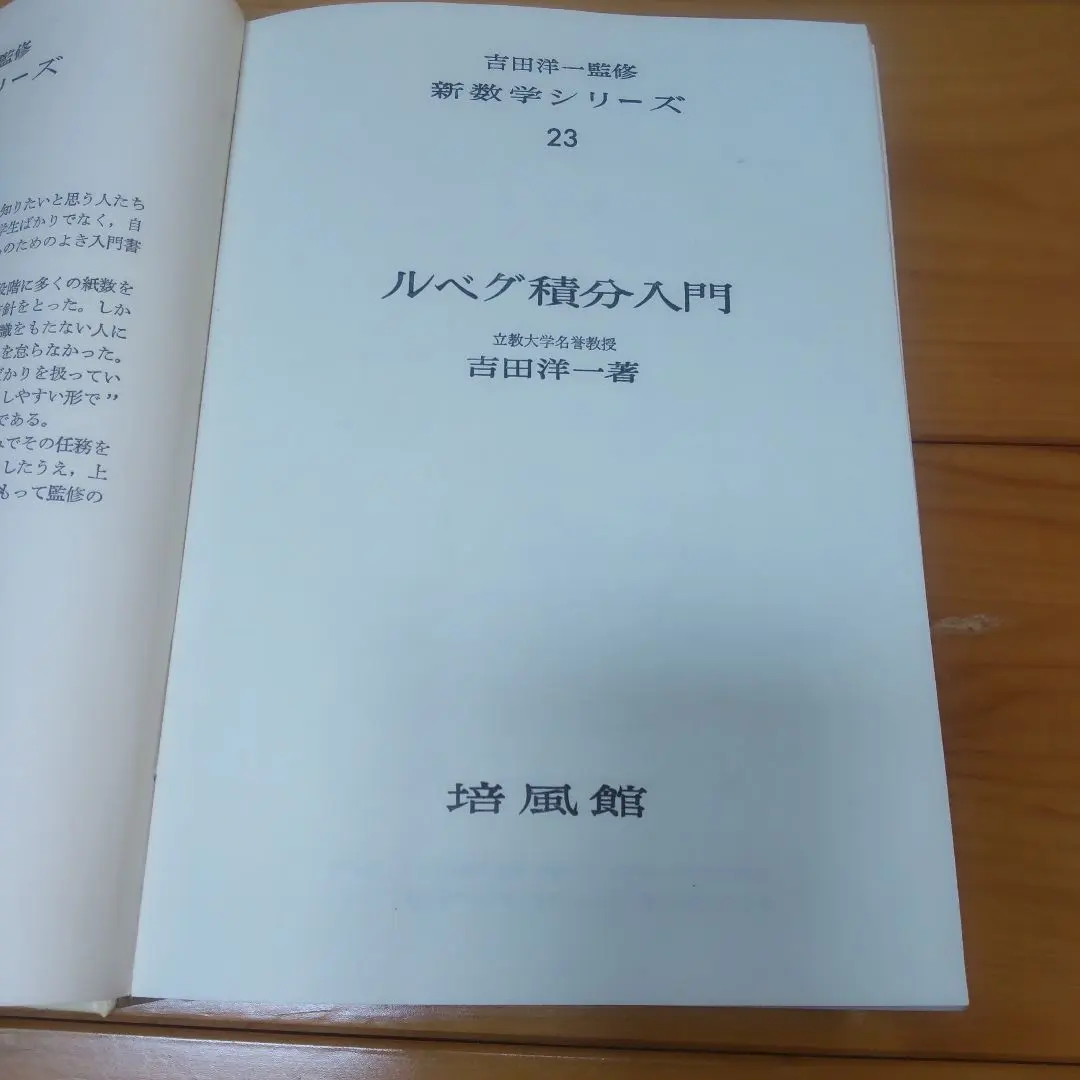 監修
リーズ
知りたいと思う人たち
学生ばかりでなく，自
のためのよき入門書
段階に多くの紙数を
針をとった。しか
識をもたない人に
を怠らなかった。
ばかりを扱ってい
しやすい形で”
である。
でその任務を
したうえ，上
もって監修の
吉田洋一監修
新数学シリーズ
23
ルベグ積分入門
立教大学名誉教授
吉田洋一著
培風館